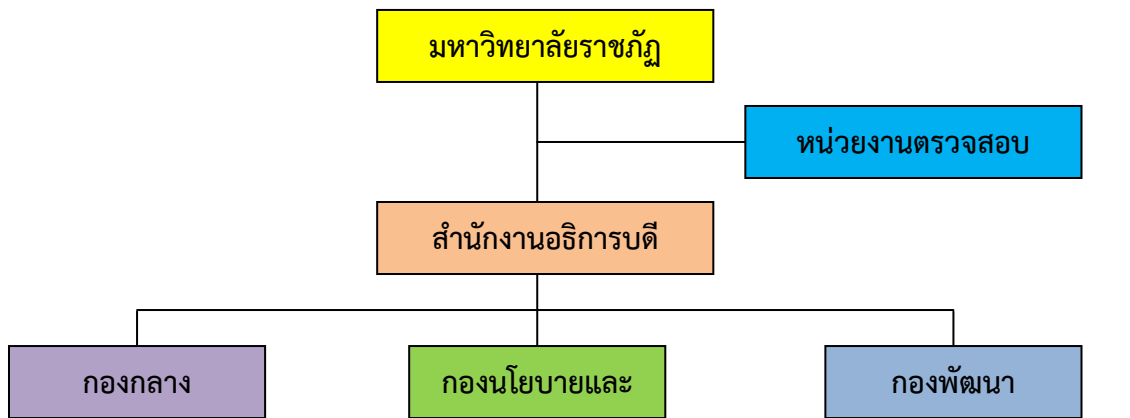 มหาวิทยาลัยราชภัฏ
หน่วยงานตรวจสอบ
สำนักงานอธิการบดี
กองกลาง
กองนโยบายและ
กองพัฒนา